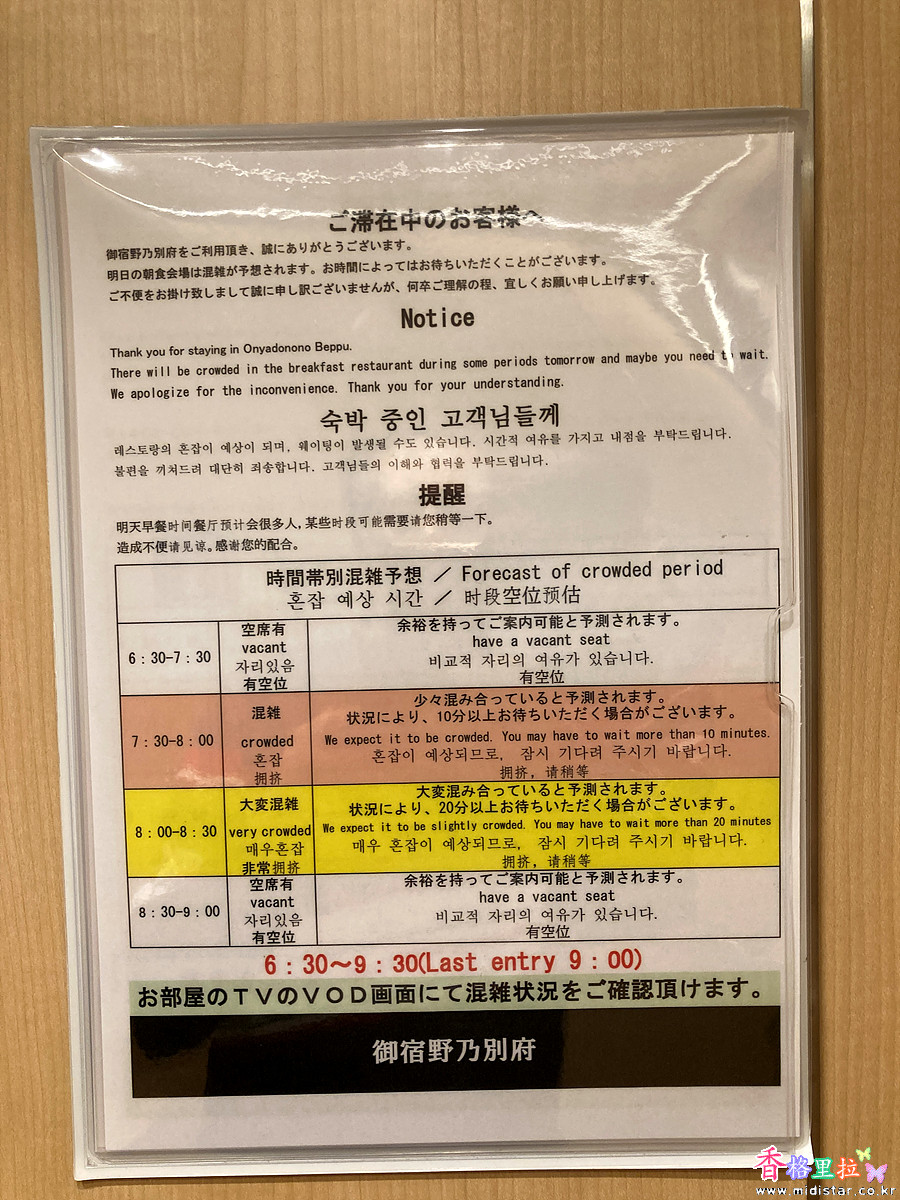 ご滞在中のお客様へ
御宿野乃別府をご利用頂き、誠にありがとうございます。
明日の朝食会場は混雑が予想されます。お時間によってはお待ちいただくことがございます。
ご不便をお掛け致しまして誠に申し訳ございませんが、何卒ご理解の程、宜しくお願い申し上げます。
Notice
Thank you for staying in Onyadonono Beppu.
There will be crowded in the breakfast restaurant during some periods tomorrow and maybe you need to wait.
We apologize for the inconvenience. Thank you for your understanding.
숙박 중인 고객님들께
레스토랑의 혼잡이 예상이 되며, 웨이팅이 발생될 수도 있습니다. 시간적 여유를 가지고 내점을 부탁드립니다.
불편을 끼쳐드려 대단히 죄송합니다. 고객님들의 이해와 협력을 부탁드립니다.
提醒
明天早餐时间餐厅预计会很多人,某些时段可能需要请您稍等一下。
造成不便请见谅。感谢您的配合。
時間帯別混雑予想 / Forecast of crowded period
혼잡 예상 시간 / 时段空位预估
6:30-7:30
空席有
vacant
자리있음
有空位
余裕を持ってご案内可能と予測されます。
have a vacant seat
비교적 자리의 여유가 있습니다.
有空位
7:30-8:00
混雑
crowded
혼잡
拥挤
少々混み合っていると予測されます。
状況により、10分以上お待ちいただく場合がございます。
We expect it to be crowded. You may have to wait more than 10 minutes.
혼잡이 예상되므로, 잠시 기다려 주시기 바랍니다.
拥挤，请稍等
8:00-8:30
大変混雑
very crowded
매우혼잡
非常拥挤
大変混み合っていると予測されます。
状況により、20分以上お待ちいただく場合がございます。
We expect it to be slightly crowded. You may have to wait more than 20 minutes
매우 혼잡이 예상되므로, 잠시 기다려 주시기 바랍니다.
拥挤，请稍等
8:30-9:00
空席有
vacant
자리있음
有空位
余裕を持ってご案内可能と予測されます。
have a vacant seat
비교적 자리의 여유가 있습니다.
有空位
6:30～9:30(Last entry 9:00)
お部屋のＴＶのＶＯＤ画面にて混雑状況をご確認頂けます。
御宿野乃別府
香格里拉
www.midistar.co.kr